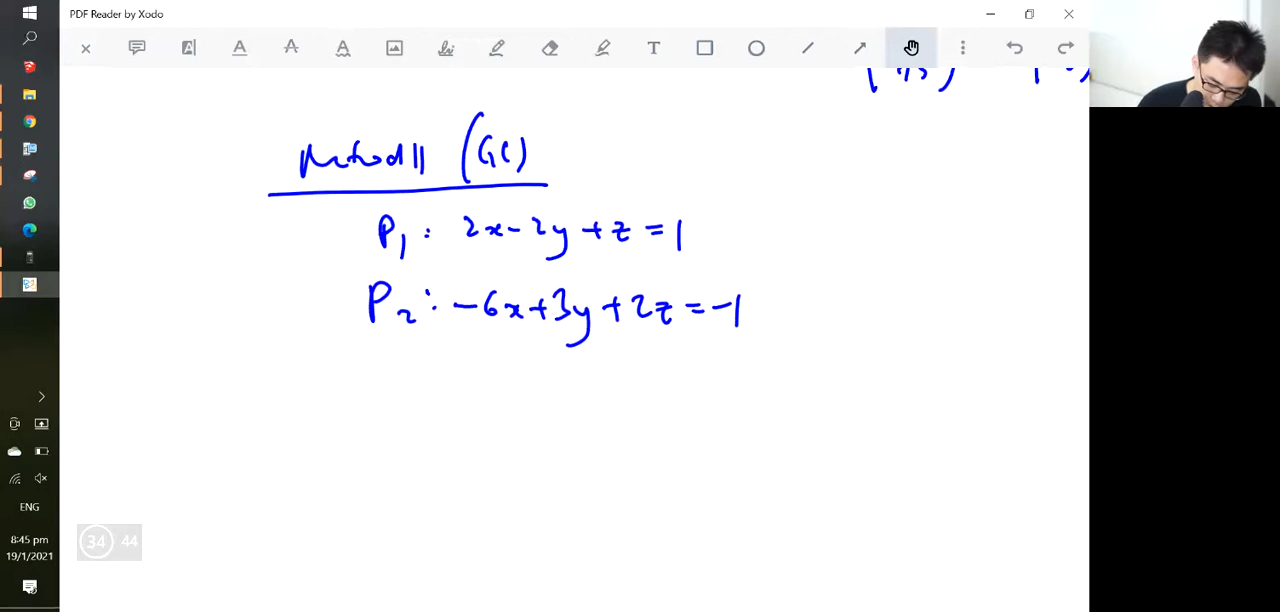 PDF Reader by Xodo
T
Method II (GC)
P1 : 2x - 2y + z = 1
P2 : -6x + 3y + 2z = -1
ENG
8:45 pm
19/1/2021
34 44